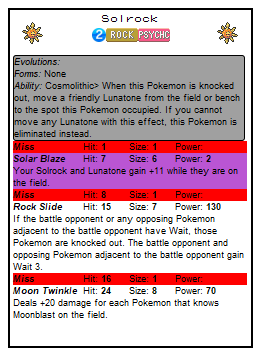 Solrock
2 ROCK PSYCHC
Evolutions:
Forms: None
Ability: Cosmolithic> When this Pokemon is knocked
out, move a friendly Lunatone from the field or bench
to the spot this Pokemon occupied. If you cannot
move any Lunatone with this effect, this Pokemon is
eliminated instead.
Miss Hit: 1 Size: 1 Power:
Solar Blaze Hit: 7 Size: 6 Power: 2
Your Solrock and Lunatone gain +11 while they are on
the field.
Miss Hit: 8 Size: 1 Power:
Rock Slide Hit: 15 Size: 7 Power: 130
If the battle opponent or any opposing Pokemon
adjacent to the battle opponent have Wait, those
Pokemon are knocked out. The battle opponent and
opposing Pokemon adjacent to the battle opponent gain
Wait 3.
Miss Hit: 16 Size: 1 Power:
Moon Twinkle Hit: 24 Size: 8 Power: 70
Deals +20 damage for each Pokemon that knows
Moonblast on the field.